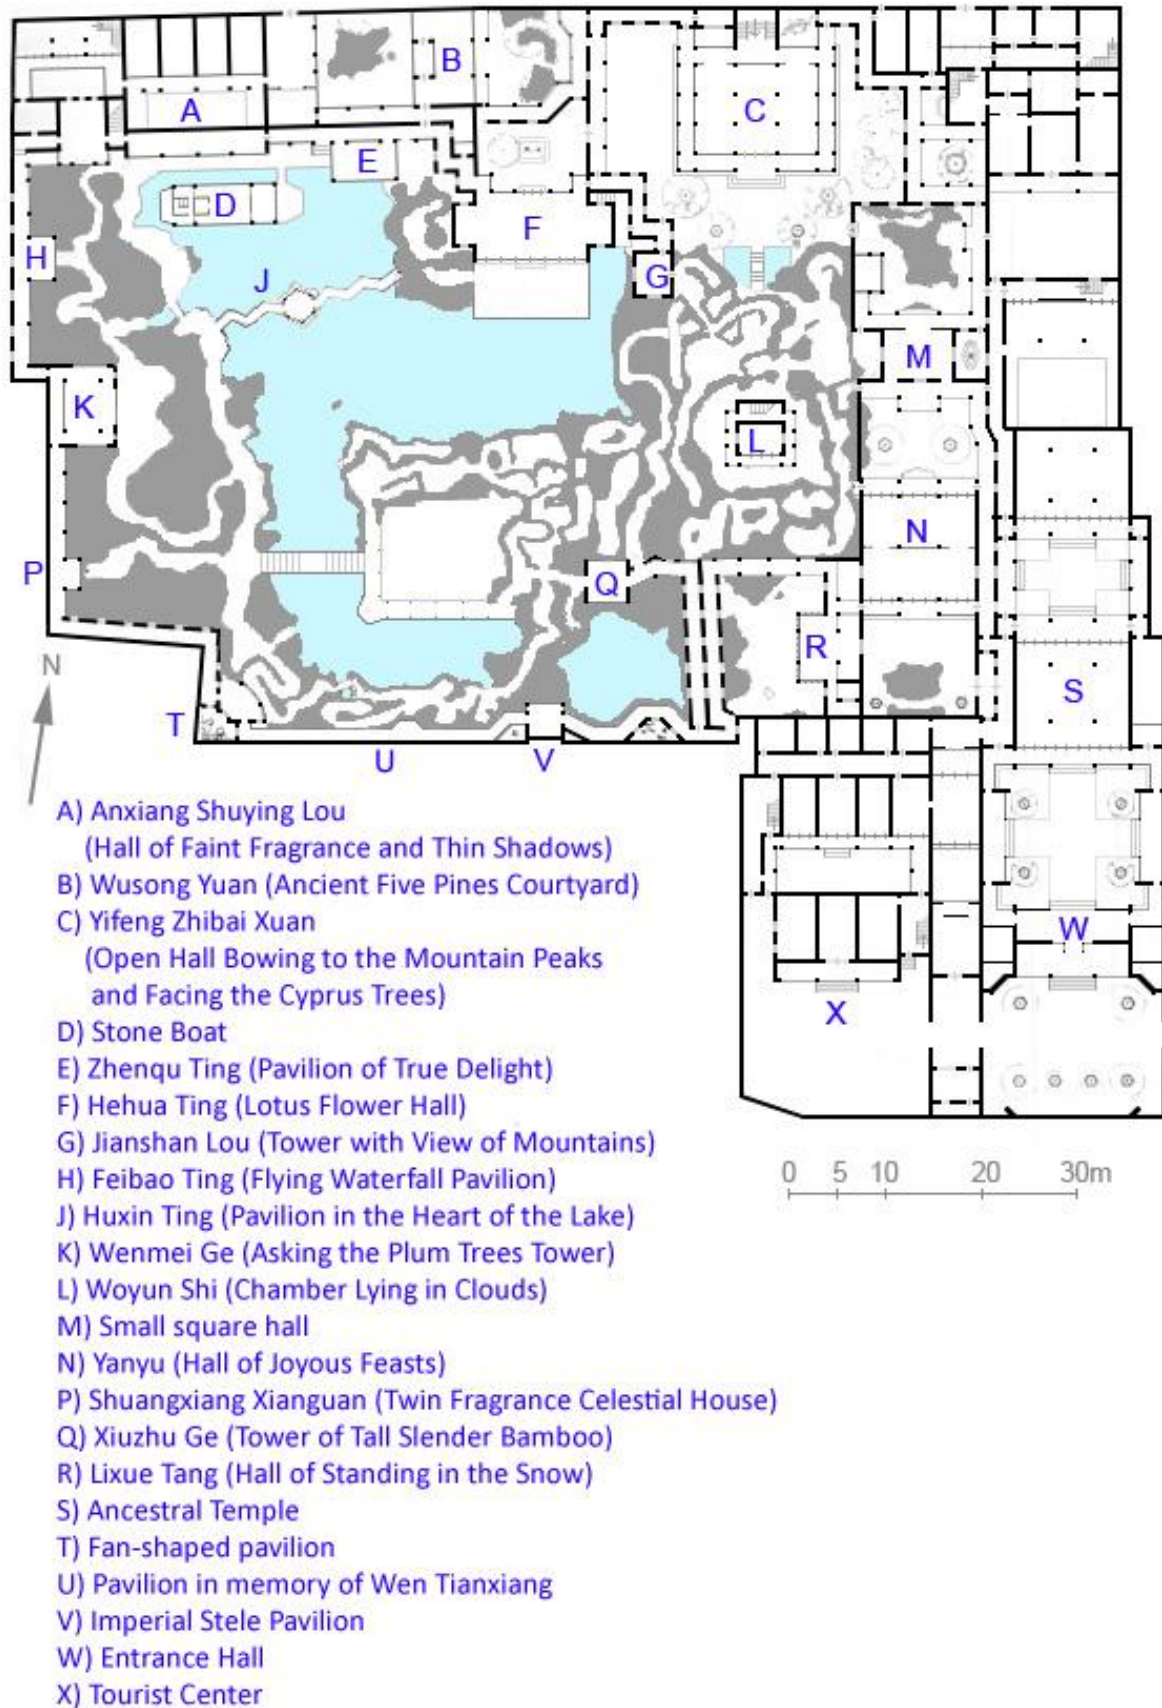 B
A
C
E
D
F
H
G
J
M
K
L
N
P
Q
R
N
S
T
U
V
W
X
0 5 10 20 30m
A) Anxiang Shuying Lou
(Hall of Faint Fragrance and Thin Shadows)
B) Wusong Yuan (Ancient Five Pines Courtyard)
C) Yifeng Zhibai Xuan
(Open Hall Bowing to the Mountain Peaks
and Facing the Cyprus Trees)
D) Stone Boat
E) Zhenqu Ting (Pavilion of True Delight)
F) Hehua Ting (Lotus Flower Hall)
G) Jianshan Lou (Tower with View of Mountains)
H) Feibao Ting (Flying Waterfall Pavilion)
J) Huxin Ting (Pavilion in the Heart of the Lake)
K) Wenmei Ge (Asking the Plum Trees Tower)
L) Woyun Shi (Chamber Lying in Clouds)
M) Small square hall
N) Yanyu (Hall of Joyous Feasts)
P) Shuangxiang Xianguan (Twin Fragrance Celestial House)
Q) Xiuzhu Ge (Tower of Tall Slender Bamboo)
R) Lixue Tang (Hall of Standing in the Snow)
S) Ancestral Temple
T) Fan-shaped pavilion
U) Pavilion in memory of Wen Tianxiang
V) Imperial Stele Pavilion
W) Entrance Hall
X) Tourist Center